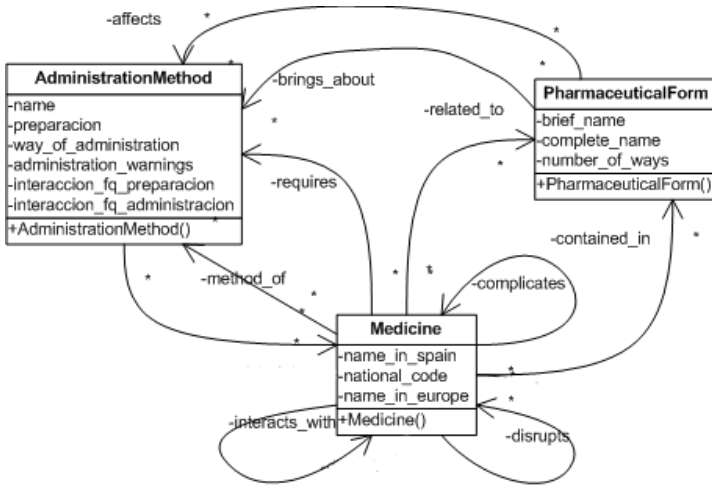 -affects
*
*
*
*
AdministrationMethod
-name
-preparacion
-way_of_administration
-administration_warnings
-interaccion_fq_preparacion
-interaccion_fq_administracion
+AdministrationMethod()
*
*
-brings_about
-related_to
*
*
-requires
PharmaceuticalForm
-brief_name
-complete_name
-number_of_ways
+PharmaceuticalForm()
-contained_in
*
*
-method_of
*
*
*
*
*
*
-complicates
Medicine
-name_in_spain
-national_code
-name_in_europe
+Medicine()
*
*
-interacts_with
-disrupts